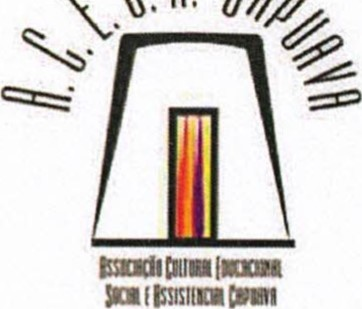 A. C. E. S. A. CAPUAVA
ASSOCIAÇÃO CULTURAL EDUCACIONAL
SOCIAL E ASSISTENCIAL CAPUAVA